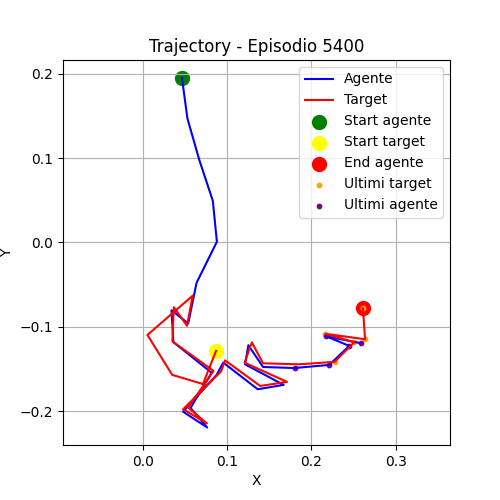 Trajectory - Episodio 5400
Agente
Target
Start agente
Start target
End agente
Ultimi target
Ultimi agente
0.2
0.1
0.0
−0.1
−0.2
Y
0.0
0.1
0.2
0.3
X